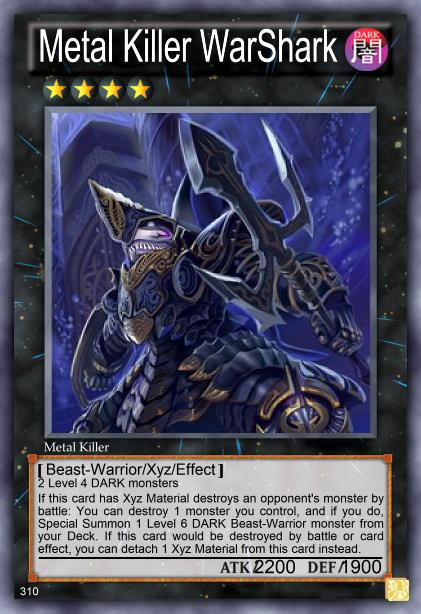 Metal Killer WarShark
DARK
闇
Metal Killer
[ Beast-Warrior/Xyz/Effect ]
2 Level 4 DARK monsters
If this card has Xyz Material destroys an opponent's monster by
battle: You can destroy 1 monster you control, and if you do,
Special Summon 1 Level 6 DARK Beast-Warrior monster from
your Deck. If this card would be destroyed by battle or card
effect, you can detach 1 Xyz Material from this card instead.
ATK/2200 DEF/1900
310